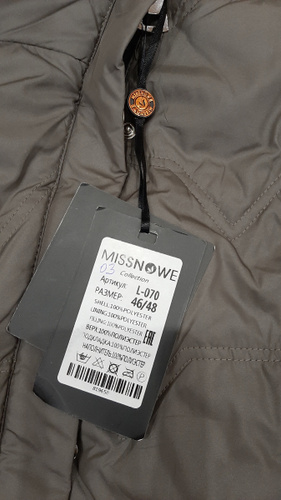 MISSNOWE
03 Collection
Артикул: L-070
РАЗМЕР: 46/48
SHELL:100%POLYESTER
LINING:100%POLYESTER
FILLING:100%POLYESTER
ВЕРХ:100%ПОЛИЭСТЕР
ПОДКЛАДКА:100%ПОЛИЭСТЕР
НАПОЛНИТЕЛЬ:100%ПОЛИЭСТЕР
EAC